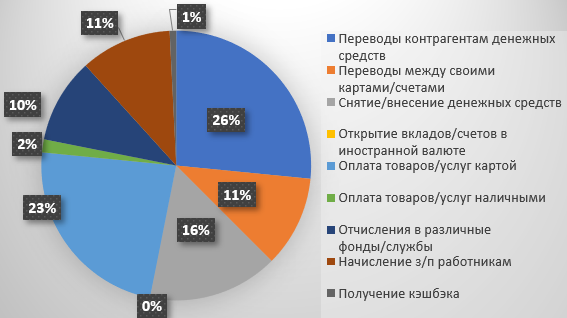 1%
11%
10%
2%
23%
0%
16%
11%
26%
Переводы контрагентам денежных
средств
Переводы между своими
картами/счетами
Снятие/внесение денежных средств
Открытие вкладов/счетов в
иностранной валюте
Оплата товаров/услуг картой
Оплата товаров/услуг наличными
Отчисления в различные
фонды/службы
Начисление з/п работникам
Получение кэшбэка